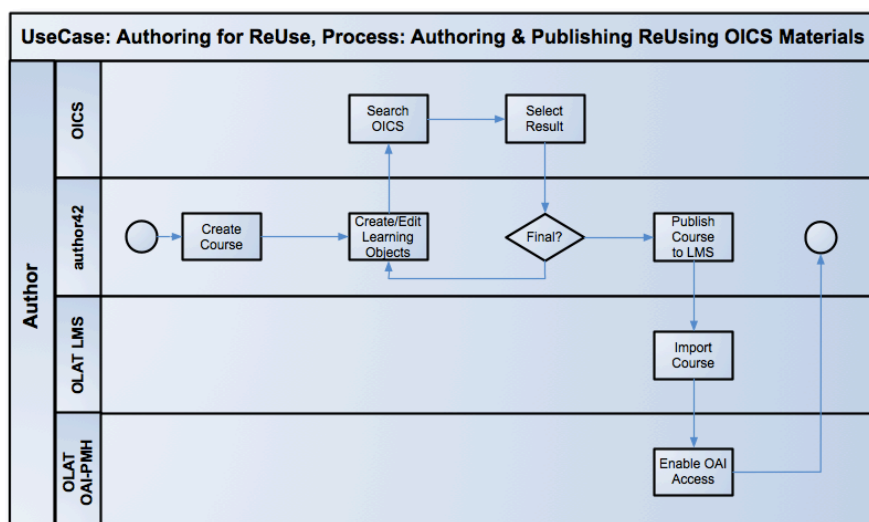 UseCase: Authoring for ReUse, Process: Authoring & Publishing ReUsing OICS Materials
Author
OICS
Search
OICS
Select
Result
author42
Create
Course
Create/Edit
Learning
Objects
Final?
Publish
Course
to LMS
OLAT LMS
Import
Course
OLAT
OAI-PMH
Enable OAI
Access